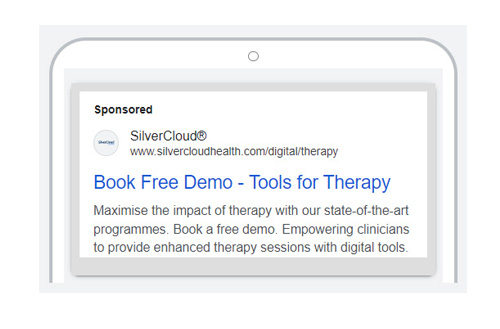 Sponsored
SilverCloud®
www.silvercloudhealth.com/digital/therapy
Book Free Demo - Tools for Therapy
Maximise the impact of therapy with our state-of-the-art
programmes. Book a free demo. Empowering clinicians
to provide enhanced therapy sessions with digital tools.